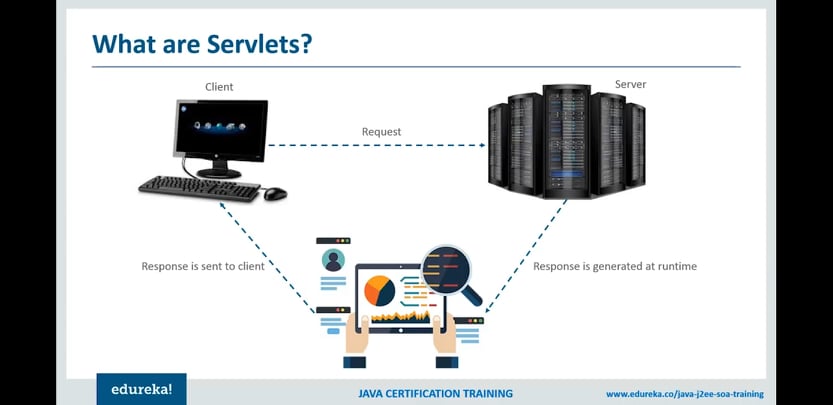 What are Servlets?
Client
Server
Request
Response is sent to client
Response is generated at runtime
edureka!
JAVA CERTIFICATION TRAINING
www.edureka.co/java-j2ee-soa-training